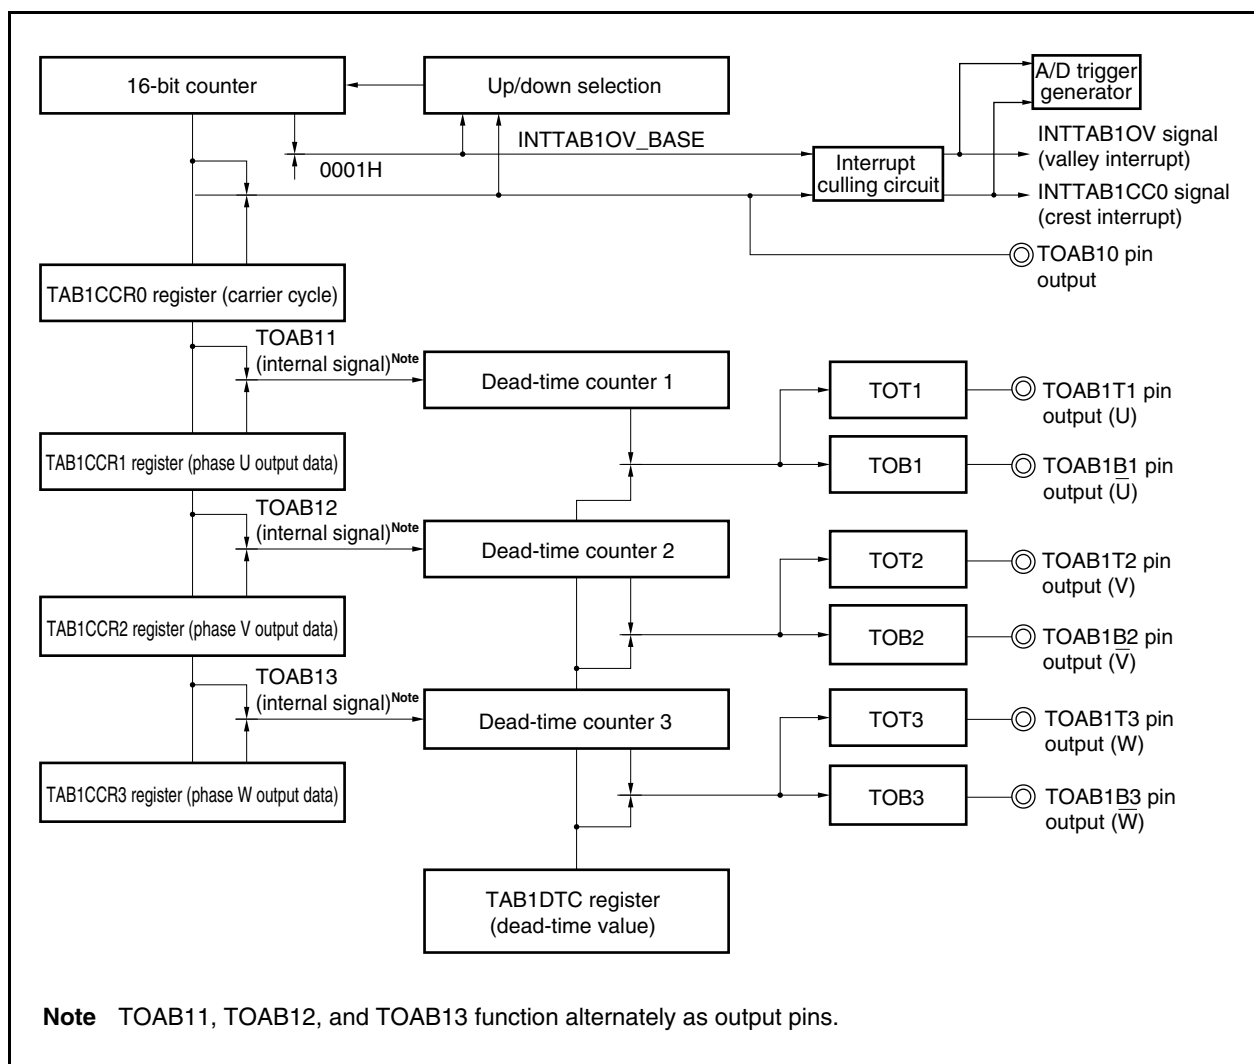 16-bit counter
Up/down selection
A/D trigger
generator
INTTAB1OV_BASE
0001H
Interrupt
culling circuit
INTTAB1OV signal
(valley interrupt)
INTTAB1CC0 signal
(crest interrupt)
TOAB10 pin
output
TAB1CCR0 register (carrier cycle)
TOAB11
(internal signal)Note
Dead-time counter 1
TOT1
TOAB1T1 pin
output (U)
TAB1CCR1 register (phase U output data)
TOB1
TOAB1B1 pin
output (U̅)
TOAB12
(internal signal)Note
Dead-time counter 2
TOT2
TOAB1T2 pin
output (V)
TAB1CCR2 register (phase V output data)
TOB2
TOAB1B2 pin
output (V̅)
TOAB13
(internal signal)Note
Dead-time counter 3
TOT3
TOAB1T3 pin
output (W)
TAB1CCR3 register (phase W output data)
TOB3
TOAB1B3 pin
output (W̅)
TAB1DTC register
(dead-time value)
Note TOAB11, TOAB12, and TOAB13 function alternately as output pins.